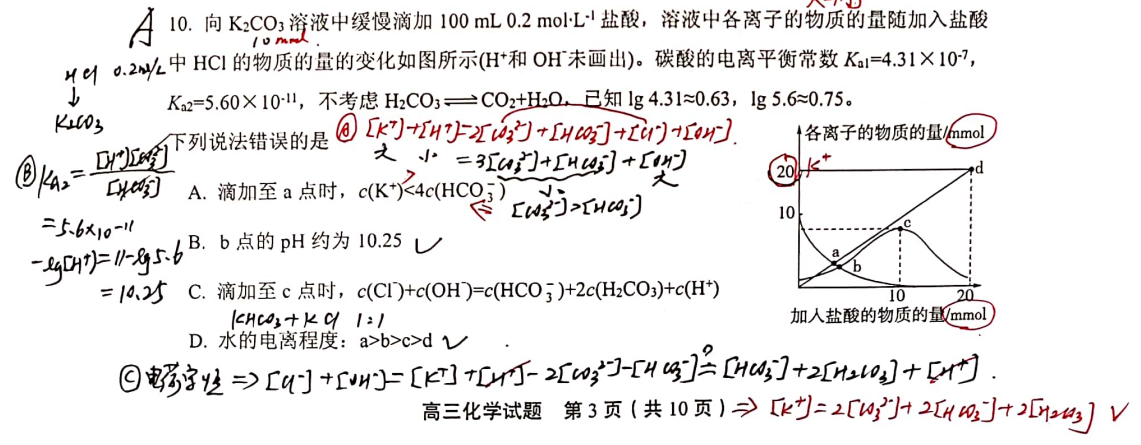 A
10. 向 K₂CO₃ 溶液中缓慢滴加 100 mL 0.2 mol·L⁻¹ 盐酸，溶液中各离子的物质的量随加入盐酸
10 mmol.
HCl 0.2m/L
中 HCl 的物质的量的变化如图所示(H⁺和 OH⁻未画出)。碳酸的电离平衡常数 Kₐ₁=4.31×10⁻⁷，
↓
K₂CO₃
Kₐ₂=5.60×10⁻¹¹，不考虑 H₂CO₃⇌CO₂+H₂O，已知 lg 4.31≈0.63，lg 5.6≈0.75。
下列说法错误的是
Ⓐ [K⁺]+[H⁺]=2[CO₃²⁻]+[HCO₃⁻]+[Cl⁻]+[OH⁻]
大 小 =3[CO₃²⁻]+[HCO₃⁻]+[OH⁻]
小 大
[CO₃²⁻]=[HCO₃⁻]
Ⓑ Kₐ₂=[H⁺][CO₃²⁻]/[HCO₃⁻]
=5.6×10⁻¹¹
-lg[H⁺]=11-lg5.6
=10.25
A. 滴加至 a 点时，c(K⁺)<4c(HCO₃⁻)
B. b 点的 pH 约为 10.25 ✓
C. 滴加至 c 点时，c(Cl⁻)+c(OH⁻)=c(HCO₃⁻)+2c(H₂CO₃)+c(H⁺)
KHCO₃+KCl 1:1
D. 水的电离程度：a>b>c>d ✓
各离子的物质的量/mmol
20 K⁺ d
10 c
a b
10 20
加入盐酸的物质的量/mmol
Ⓒ 电荷守恒 ⇒ [Cl⁻]+[OH⁻]=[K⁺]+[H⁺]-2[CO₃²⁻]-[HCO₃⁻]≟[HCO₃⁻]+2[H₂CO₃]+[H⁺].
高三化学试题 第 3 页（共 10 页）
⇒ [K⁺]=2[CO₃²⁻]+2[HCO₃⁻]+2[H₂CO₃] ✓